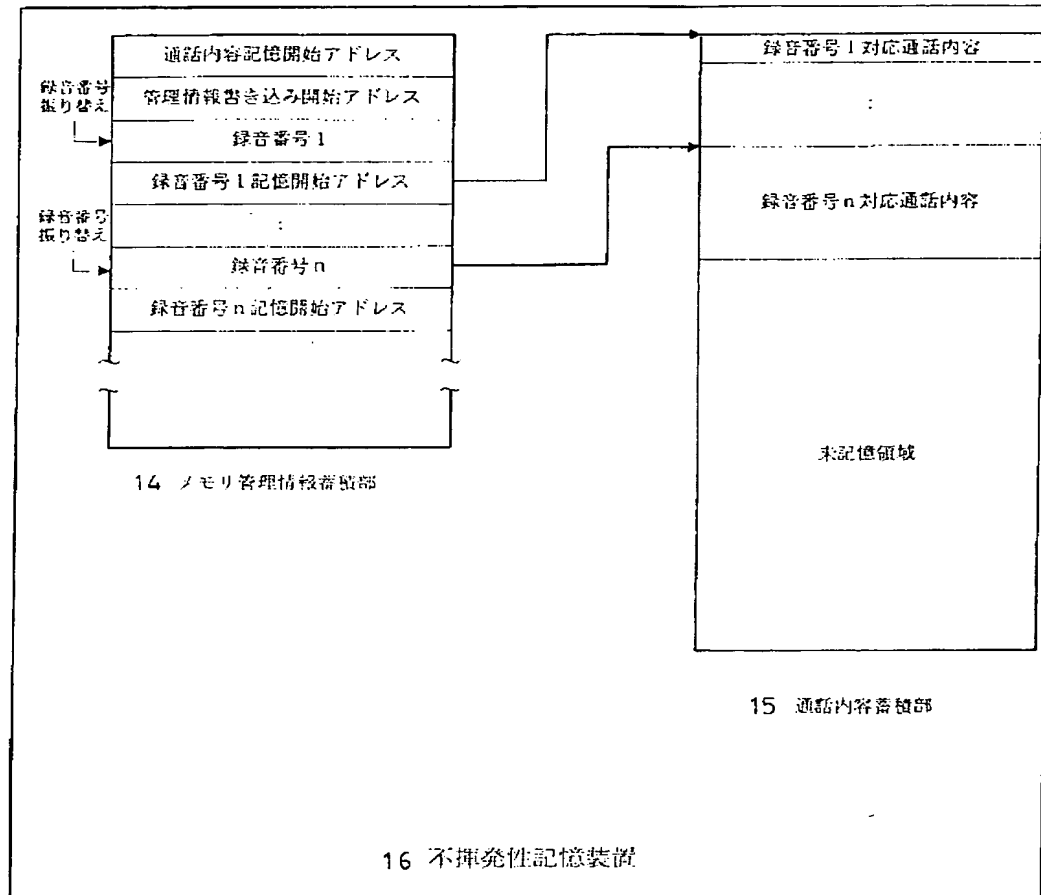 通話内容記憶開始アドレス
録音番号
振り替え
管理情報書き込み開始アドレス
録音番号1
録音番号1記憶開始アドレス
録音番号
振り替え
:
録音番号n
録音番号n記憶開始アドレス
14 メモリ管理情報蓄積部
録音番号1対応通話内容
:
録音番号n対応通話内容
未記憶領域
15 通話内容蓄積部
16 不揮発性記憶装置